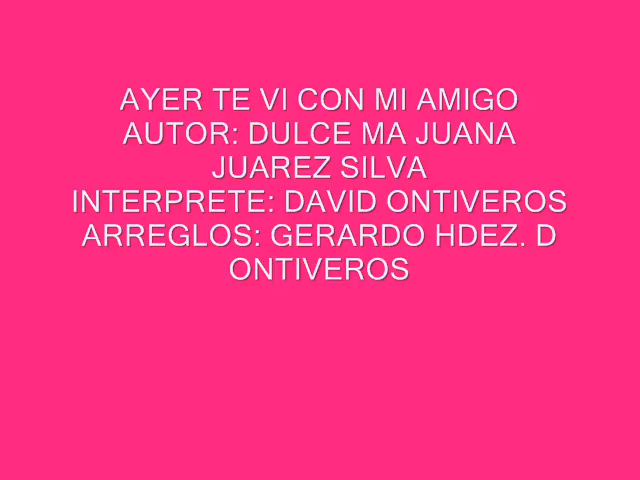 AYER TE VI CON MI AMIGO
AUTOR: DULCE MA JUANA
JUAREZ SILVA
INTERPRETE: DAVID ONTIVEROS
ARREGLOS: GERARDO HDEZ. D
ONTIVEROS